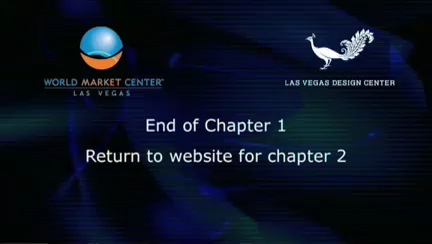 WORLD MARKET CENTER
LAS VEGAS
LAS VEGAS DESIGN CENTER
End of Chapter 1
Return to website for chapter 2